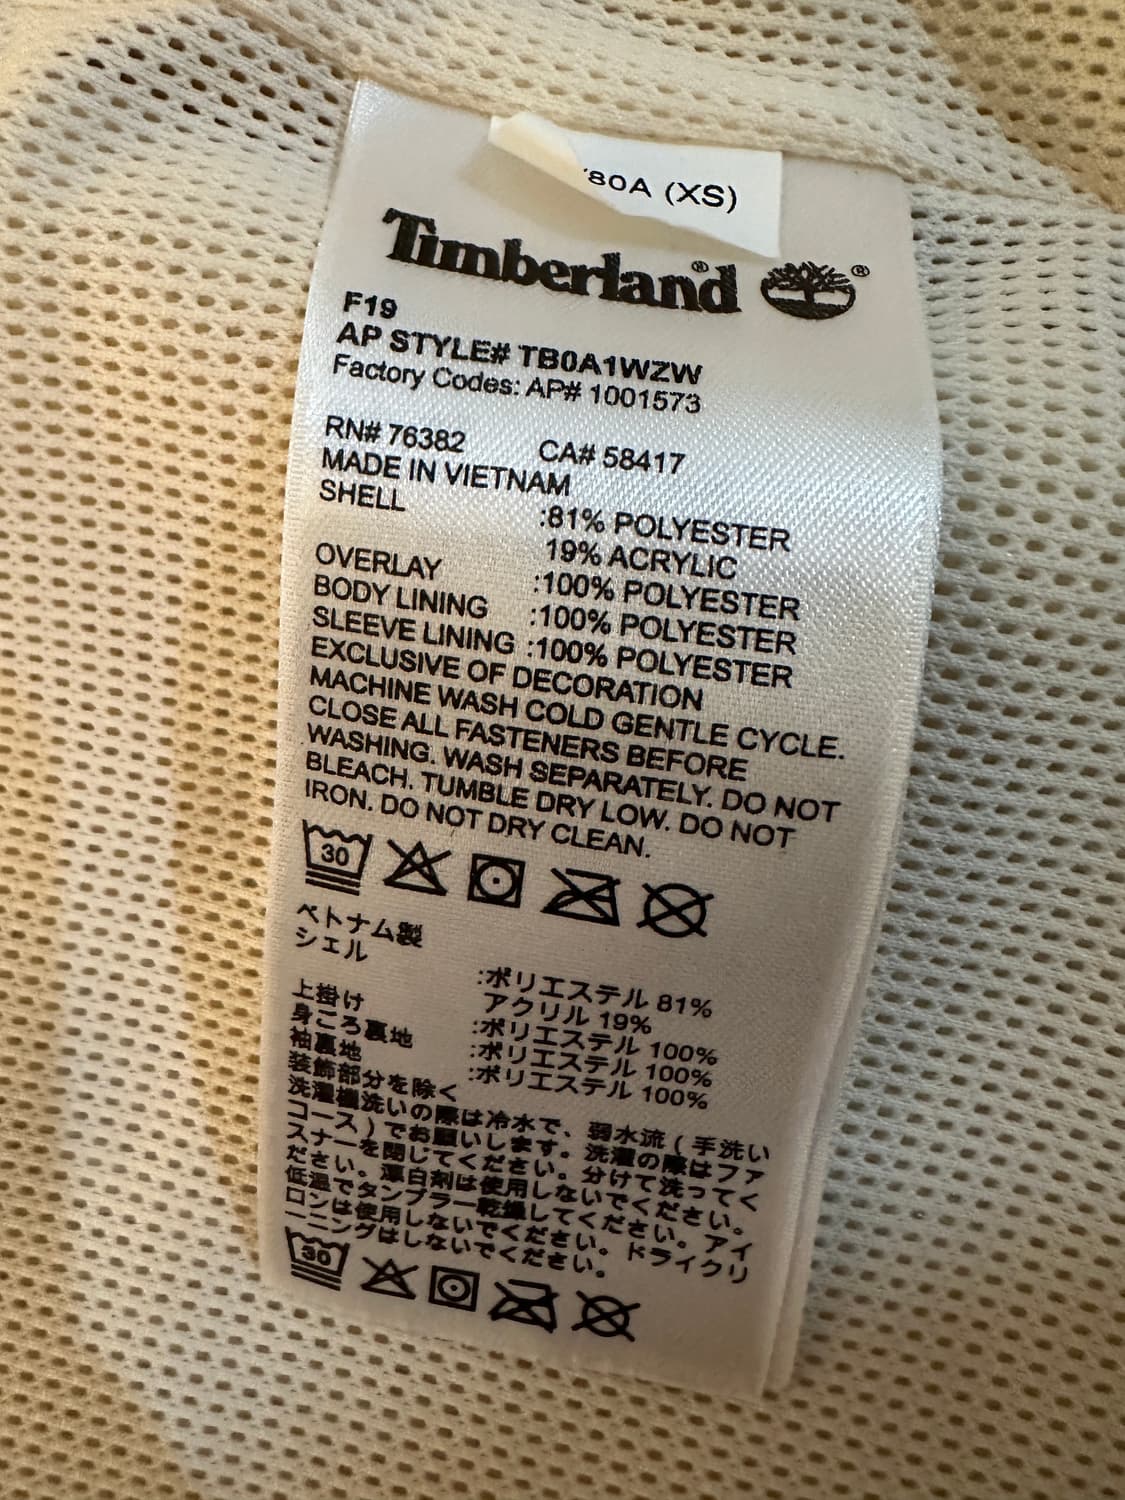 80A (XS)
Timberland®
F19
AP STYLE# TB0A1WZW
Factory Codes: AP# 1001573
RN# 76382 CA# 58417
MADE IN VIETNAM
SHELL :81% POLYESTER
19% ACRYLIC
OVERLAY :100% POLYESTER
BODY LINING :100% POLYESTER
SLEEVE LINING :100% POLYESTER
EXCLUSIVE OF DECORATION
MACHINE WASH COLD GENTLE CYCLE.
CLOSE ALL FASTENERS BEFORE
WASHING. WASH SEPARATELY. DO NOT
BLEACH. TUMBLE DRY LOW. DO NOT
IRON. DO NOT DRY CLEAN.
30
ベトナム製
シェル :ポリエステル 81%
アクリル 19%
上掛け :ポリエステル 100%
身ころ裏地 :ポリエステル 100%
袖裏地 :ポリエステル 100%
装飾部分を除く
洗濯機洗いの際は冷水で、弱水流(手洗い
コース)でお願いします。洗濯の際はファ
スナーを閉じてください。分けて洗ってく
ださい。漂白剤は使用しないでください。
低温でタンブラー乾燥してください。アイ
ロンは使用しないでください。ドライクリ
ーニングはしないでください。
30